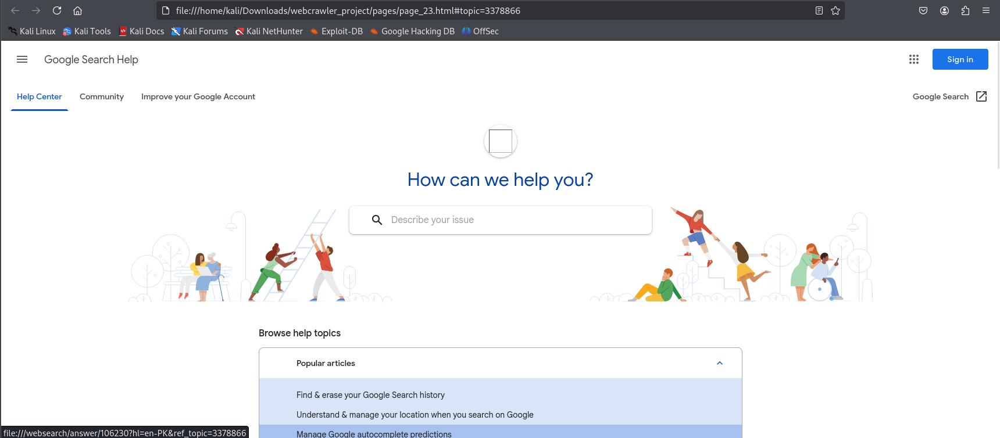 file:///home/kali/Downloads/webcrawler_project/pages/page_23.html#topic=3378866
Kali Linux Kali Tools Kali Docs Kali Forums Kali NetHunter Exploit-DB Google Hacking DB OffSec
Google Search Help Sign in
Help Center Community Improve your Google Account Google Search
How can we help you?
Describe your issue
Browse help topics
Popular articles
Find & erase your Google Search history
Understand & manage your location when you search on Google
Manage Google autocomplete predictions
file:///websearch/answer/106230?hl=en-PK&ref_topic=3378866